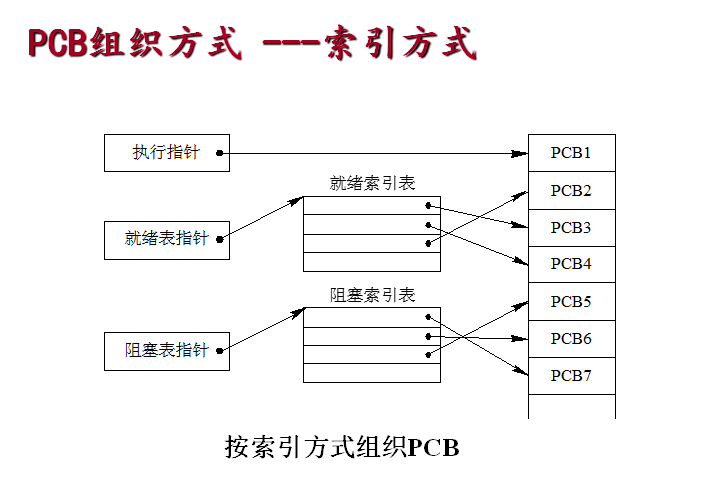 PCB组织方式 ---索引方式
执行指针
PCB1
就绪索引表
PCB2
PCB3
就绪表指针
PCB4
阻塞索引表
PCB5
PCB6
阻塞表指针
PCB7
按索引方式组织PCB